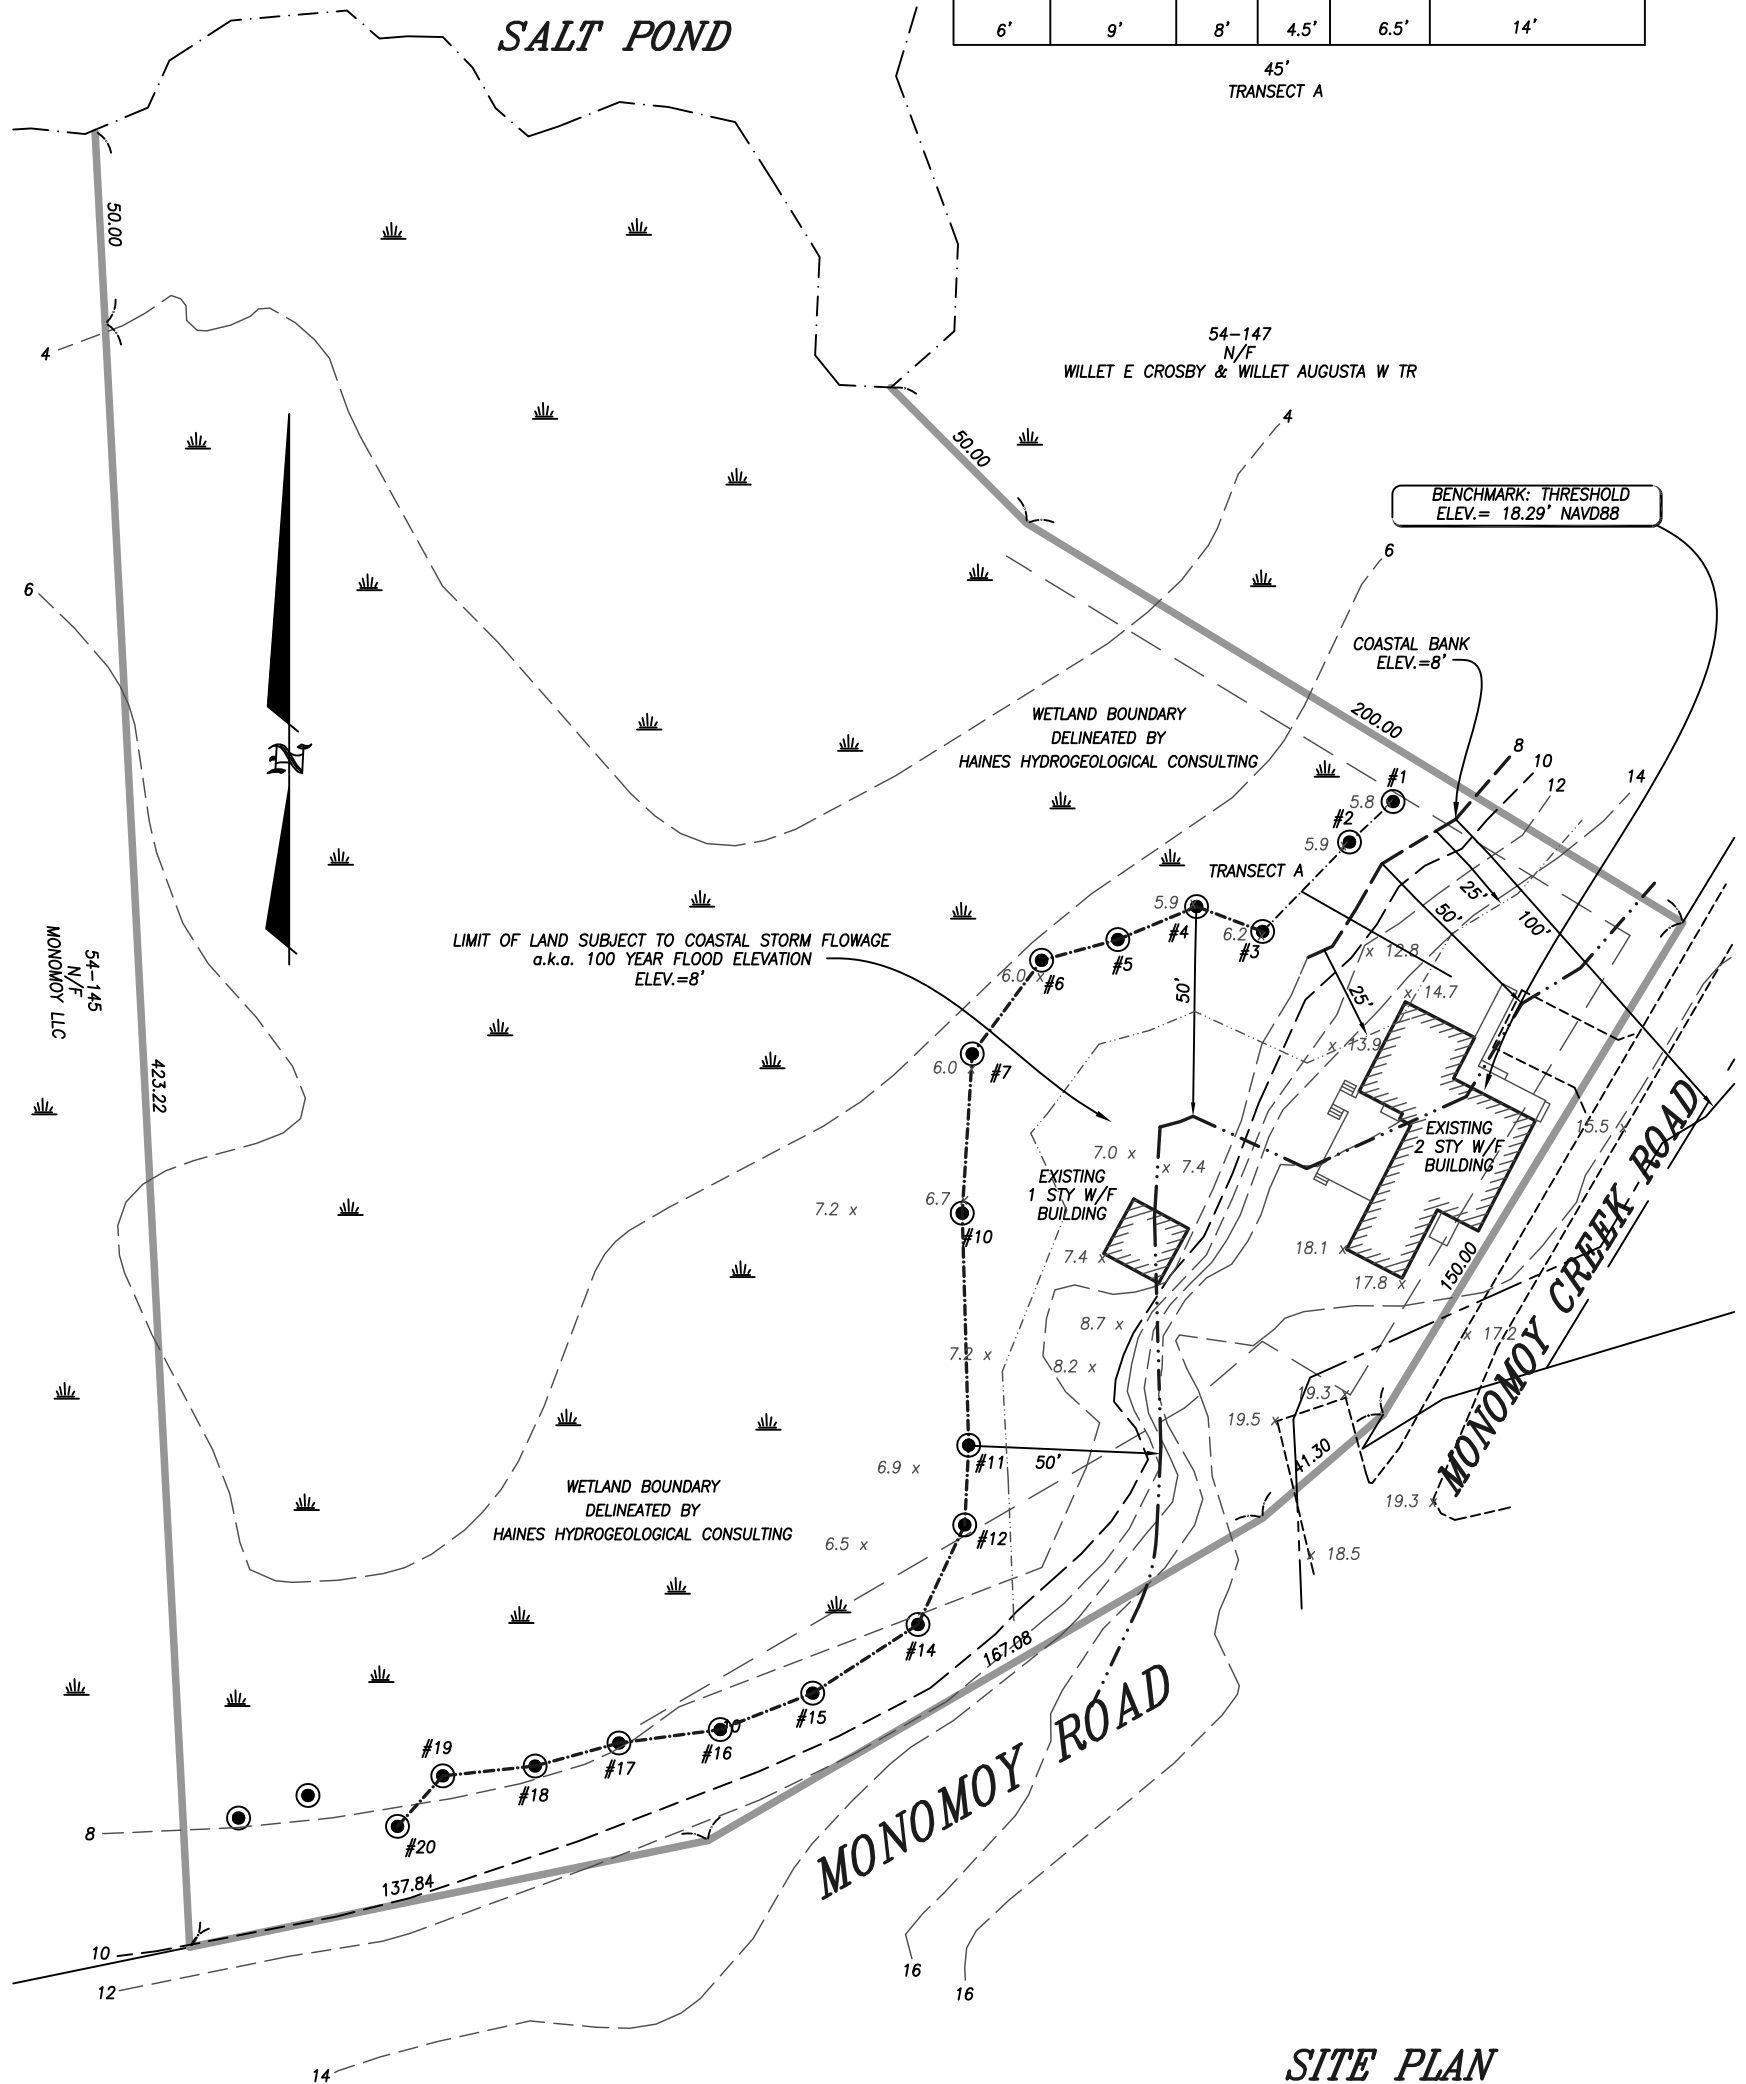 SALT POND
6' 9' 8' 4.5' 6.5' 14'
45'
TRANSECT A
50.00
4
54-147
N/F
WILLET E CROSBY & WILLET AUGUSTA W TR
4
50.00
BENCHMARK: THRESHOLD
ELEV.= 18.29' NAVD88
6
6
COASTAL BANK
ELEV.=8'
N
WETLAND BOUNDARY
DELINEATED BY
HAINES HYDROGEOLOGICAL CONSULTING
200.00
8
10
12
14
#1
5.8
#2
5.9
TRANSECT A
25'
50'
100'
5.9
#4
6.2
#3
#5
6.0 x
#6
x 12.8
x 14.7
25'
50'
x 13.9
LIMIT OF LAND SUBJECT TO COASTAL STORM FLOWAGE
a.k.a. 100 YEAR FLOOD ELEVATION
ELEV.=8'
54-145
N/F
MONOMOY LLC
423.22
6.0
#7
7.0 x
x 7.4
EXISTING
1 STY W/F
BUILDING
EXISTING
2 STY W/F
BUILDING
15.5 x
6.7
#10
7.2 x
7.4 x
18.1 x
17.8 x
150.00
MONOMOY CREEK ROAD
8.7 x
7.2 x
8.2 x
x 17.2
19.3 x
19.5 x
#11
50'
6.9 x
41.30
19.3 x
x 18.5
WETLAND BOUNDARY
DELINEATED BY
HAINES HYDROGEOLOGICAL CONSULTING
6.5 x
#12
#14
167.08
#15
10
#16
#17
#18
#19
#20
8
MONOMOY ROAD
137.84
10
12
16
16
14
SITE PLAN